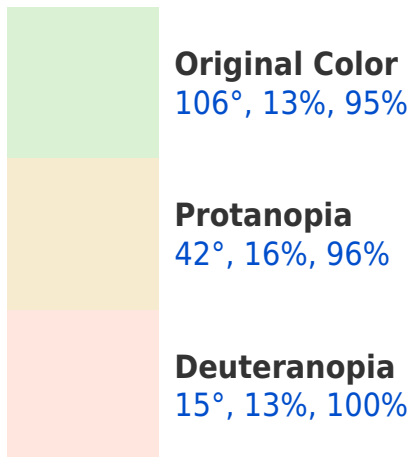 Original Color
106°, 13%, 95%
Protanopia
42°, 16%, 96%
Deuteranopia
15°, 13%, 100%